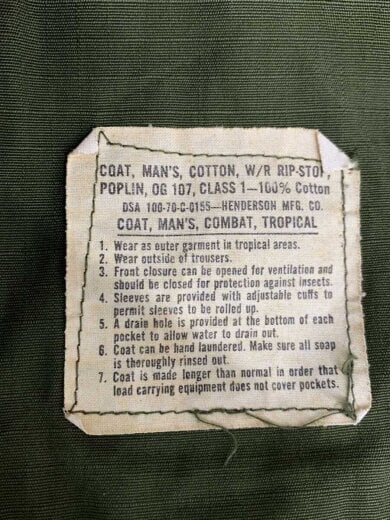 COAT, MAN'S, COTTON, W/R RIP-STOP,
POPLIN, OG 107, CLASS 1—100% Cotton
DSA 100-70-C-0155—HENDERSON MFG. CO.
COAT, MAN'S, COMBAT, TROPICAL
1. Wear as outer garment in tropical areas.
2. Wear outside of trousers.
3. Front closure can be opened for ventilation and
should be closed for protection against insects.
4. Sleeves are provided with adjustable cuffs to
permit sleeves to be rolled up.
5. A drain hole is provided at the bottom of each
pocket to allow water to drain out.
6. Coat can be hand laundered. Make sure all soap
is thoroughly rinsed out.
7. Coat is made longer than normal in order that
load carrying equipment does not cover pockets.